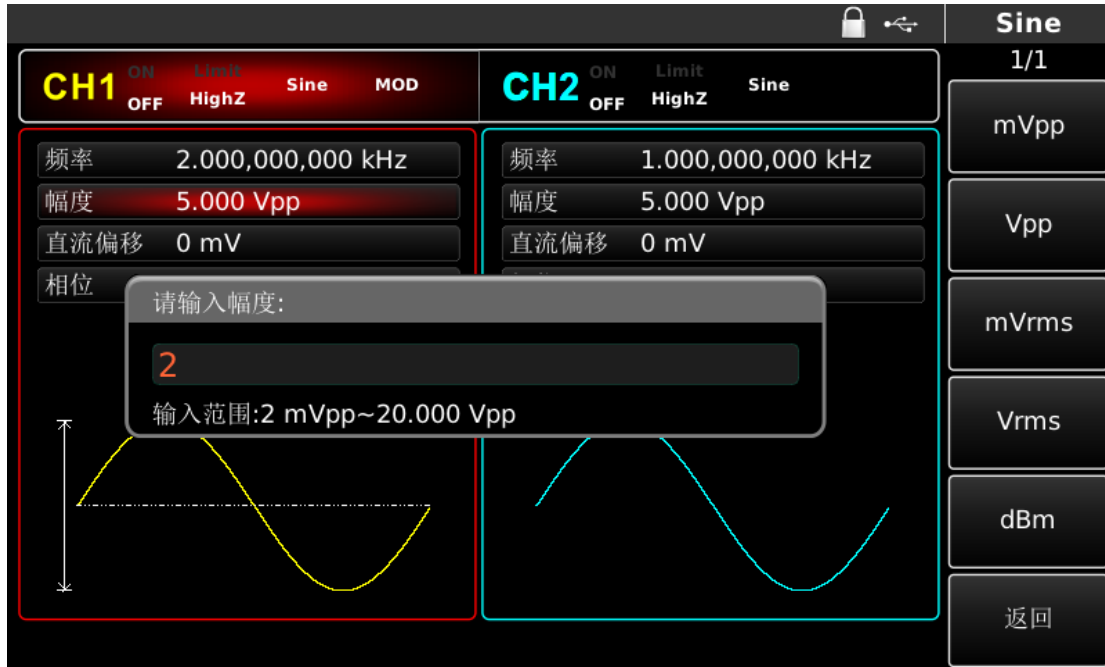 Sine
1/1
CH1 ON OFF Limit HighZ Sine MOD
CH2 ON OFF Limit HighZ Sine
频率 2.000,000,000 kHz
幅度 5.000 Vpp
直流偏移 0 mV
相位
频率 1.000,000,000 kHz
幅度 5.000 Vpp
直流偏移 0 mV
请输入幅度:
2
输入范围:2 mVpp~20.000 Vpp
mVpp
Vpp
mVrms
Vrms
dBm
返回